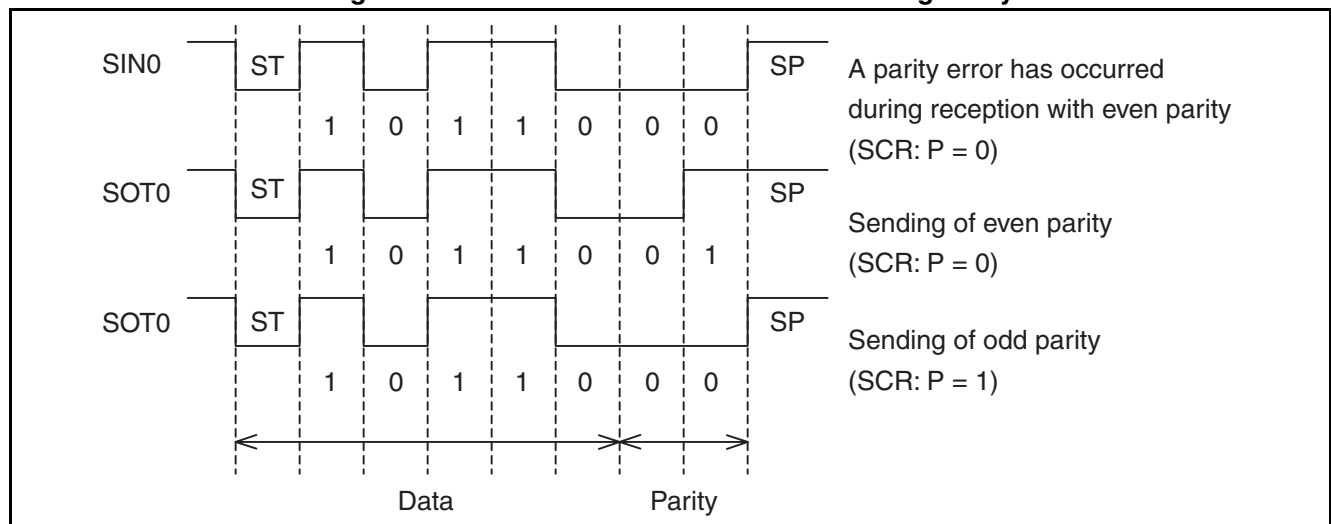 SIN0 ST SP
A parity error has occurred
during reception with even parity
(SCR: P = 0)
1 0 1 1 0 0 0
SOT0 ST SP
Sending of even parity
(SCR: P = 0)
1 0 1 1 0 0 1
SOT0 ST SP
Sending of odd parity
(SCR: P = 1)
1 0 1 1 0 0 0
Data Parity